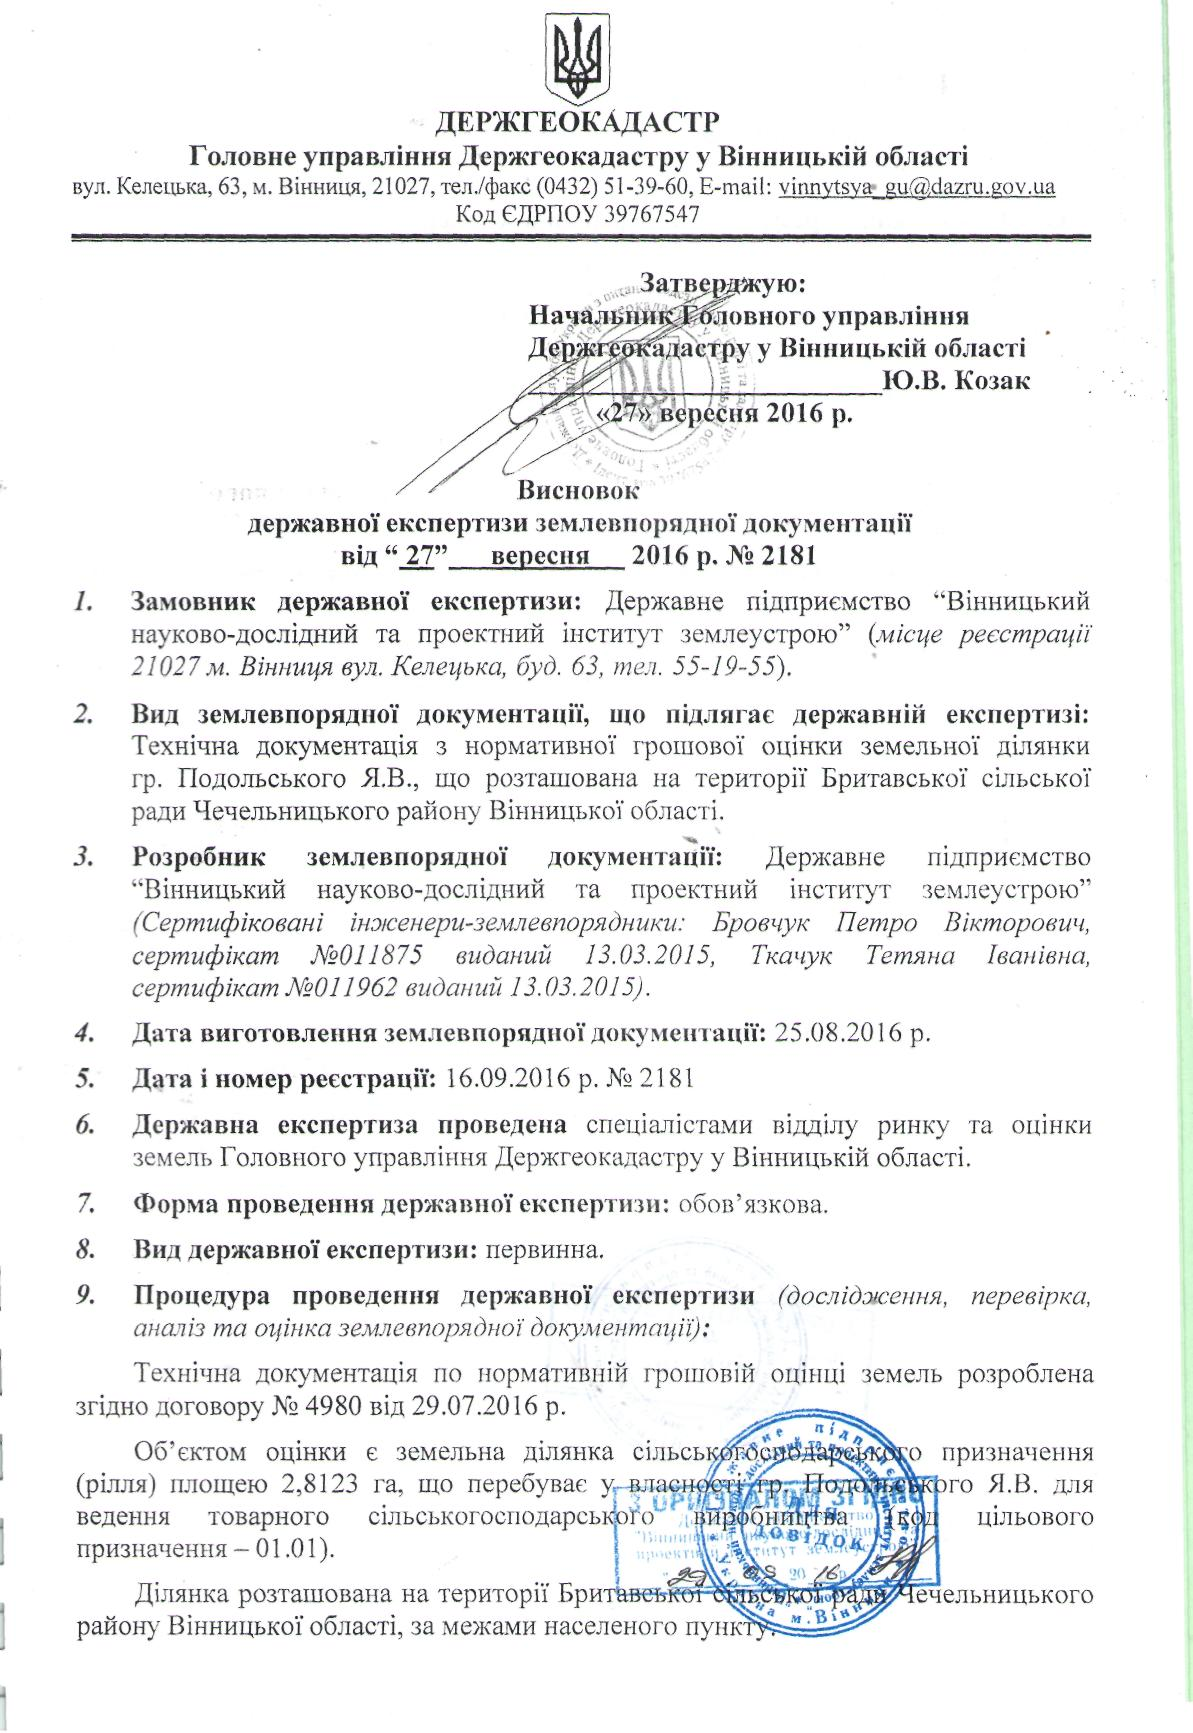 ДЕРЖГЕОКАДАСТР
Головне управління Держгеокадастру у Вінницькій області
вул. Келецька, 63, м. Вінниця, 21027, тел./факс (0432) 51-39-60, E-mail: vinnytsya_gu@dazru.gov.ua
Код ЄДРПОУ 39767547
Затверджую:
Начальник Головного управління
Держгеокадастру у Вінницькій області
Ю.В. Козак
«27» вересня 2016 р.
Висновок
державної експертизи землевпорядної документації
від “ 27” вересня 2016 р. № 2181
1. Замовник державної експертизи: Державне підприємство “Вінницький
науково-дослідний та проектний інститут землеустрою” (місце реєстрації
21027 м. Вінниця вул. Келецька, буд. 63, тел. 55-19-55).
2. Вид землевпорядної документації, що підлягає державній експертизі:
Технічна документація з нормативної грошової оцінки земельної ділянки
гр. Подольського Я.В., що розташована на території Бритавської сільської
ради Чечельницького району Вінницької області.
3. Розробник землевпорядної документації: Державне підприємство
“Вінницький науково-дослідний та проектний інститут землеустрою”
(Сертифіковані інженери-землевпорядники: Бровчук Петро Вікторович,
сертифікат №011875 виданий 13.03.2015, Ткачук Тетяна Іванівна,
сертифікат №011962 виданий 13.03.2015).
4. Дата виготовлення землевпорядної документації: 25.08.2016 р.
5. Дата і номер реєстрації: 16.09.2016 р. № 2181
6. Державна експертиза проведена спеціалістами відділу ринку та оцінки
земель Головного управління Держгеокадастру у Вінницькій області.
7. Форма проведення державної експертизи: обов’язкова.
8. Вид державної експертизи: первинна.
9. Процедура проведення державної експертизи (дослідження, перевірка,
аналіз та оцінка землевпорядної документації):
Технічна документація по нормативній грошовій оцінці земель розроблена
згідно договору № 4980 від 29.07.2016 р.
Об’єктом оцінки є земельна ділянка сільськогосподарського призначення
(рілля) площею 2,8123 га, що перебуває у власності гр. Подольського Я.В. для
ведення товарного сільськогосподарського виробництва (код цільового
призначення – 01.01).
З ОРИГІНАЛОМ ЗГІДНО
ДЛЯ
ДОВІДОК
Ділянка розташована на території Бритавської сільської ради Чечельницького
району Вінницької області, за межами населеного пункту.